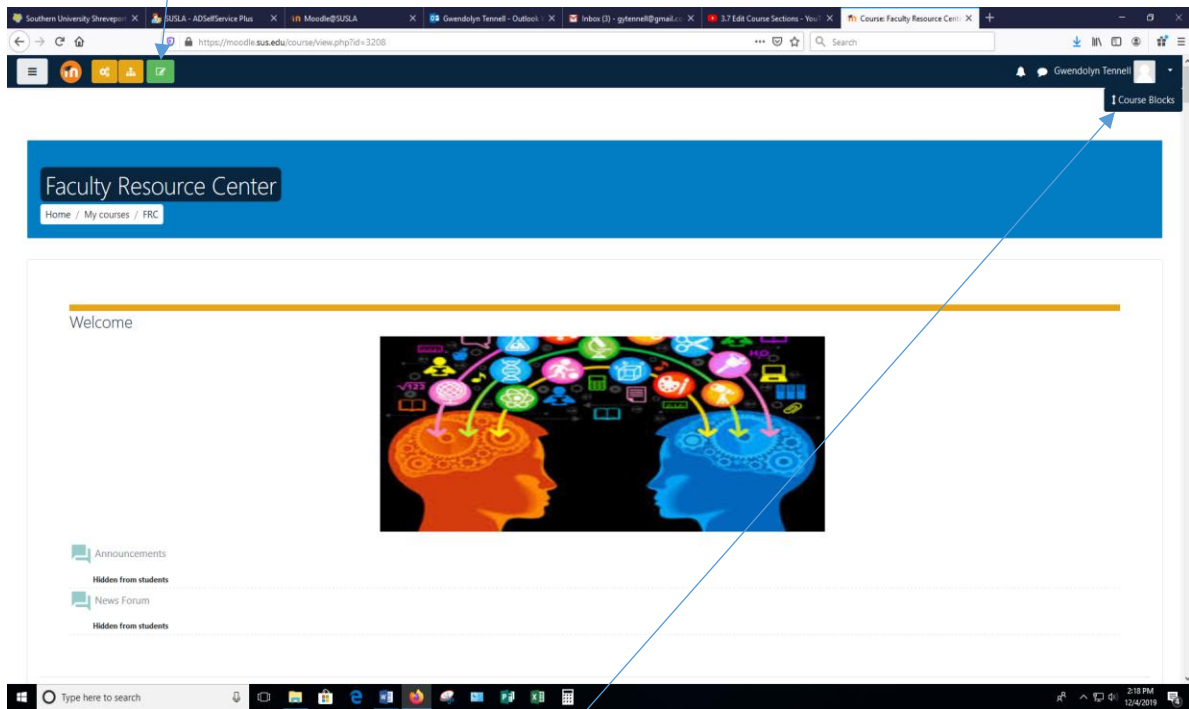 Southern University Shreveport
SUSLA - ADSelfService Plus
Moodle@SUSLA
Gwendolyn Tennell - Outlook
Inbox (3) - gytennell@gmail.cc
3.7 Edit Course Sections - You
Course: Faculty Resource Cent
https://moodle.sus.edu/course/view.php?id=3208
Search
Gwendolyn Tennell
Course Blocks
Faculty Resource Center
Home / My courses / FRC
Welcome
√123
H₂O
Announcements
Hidden from students
News Forum
Hidden from students
Type here to search
2:18 PM
12/4/2019